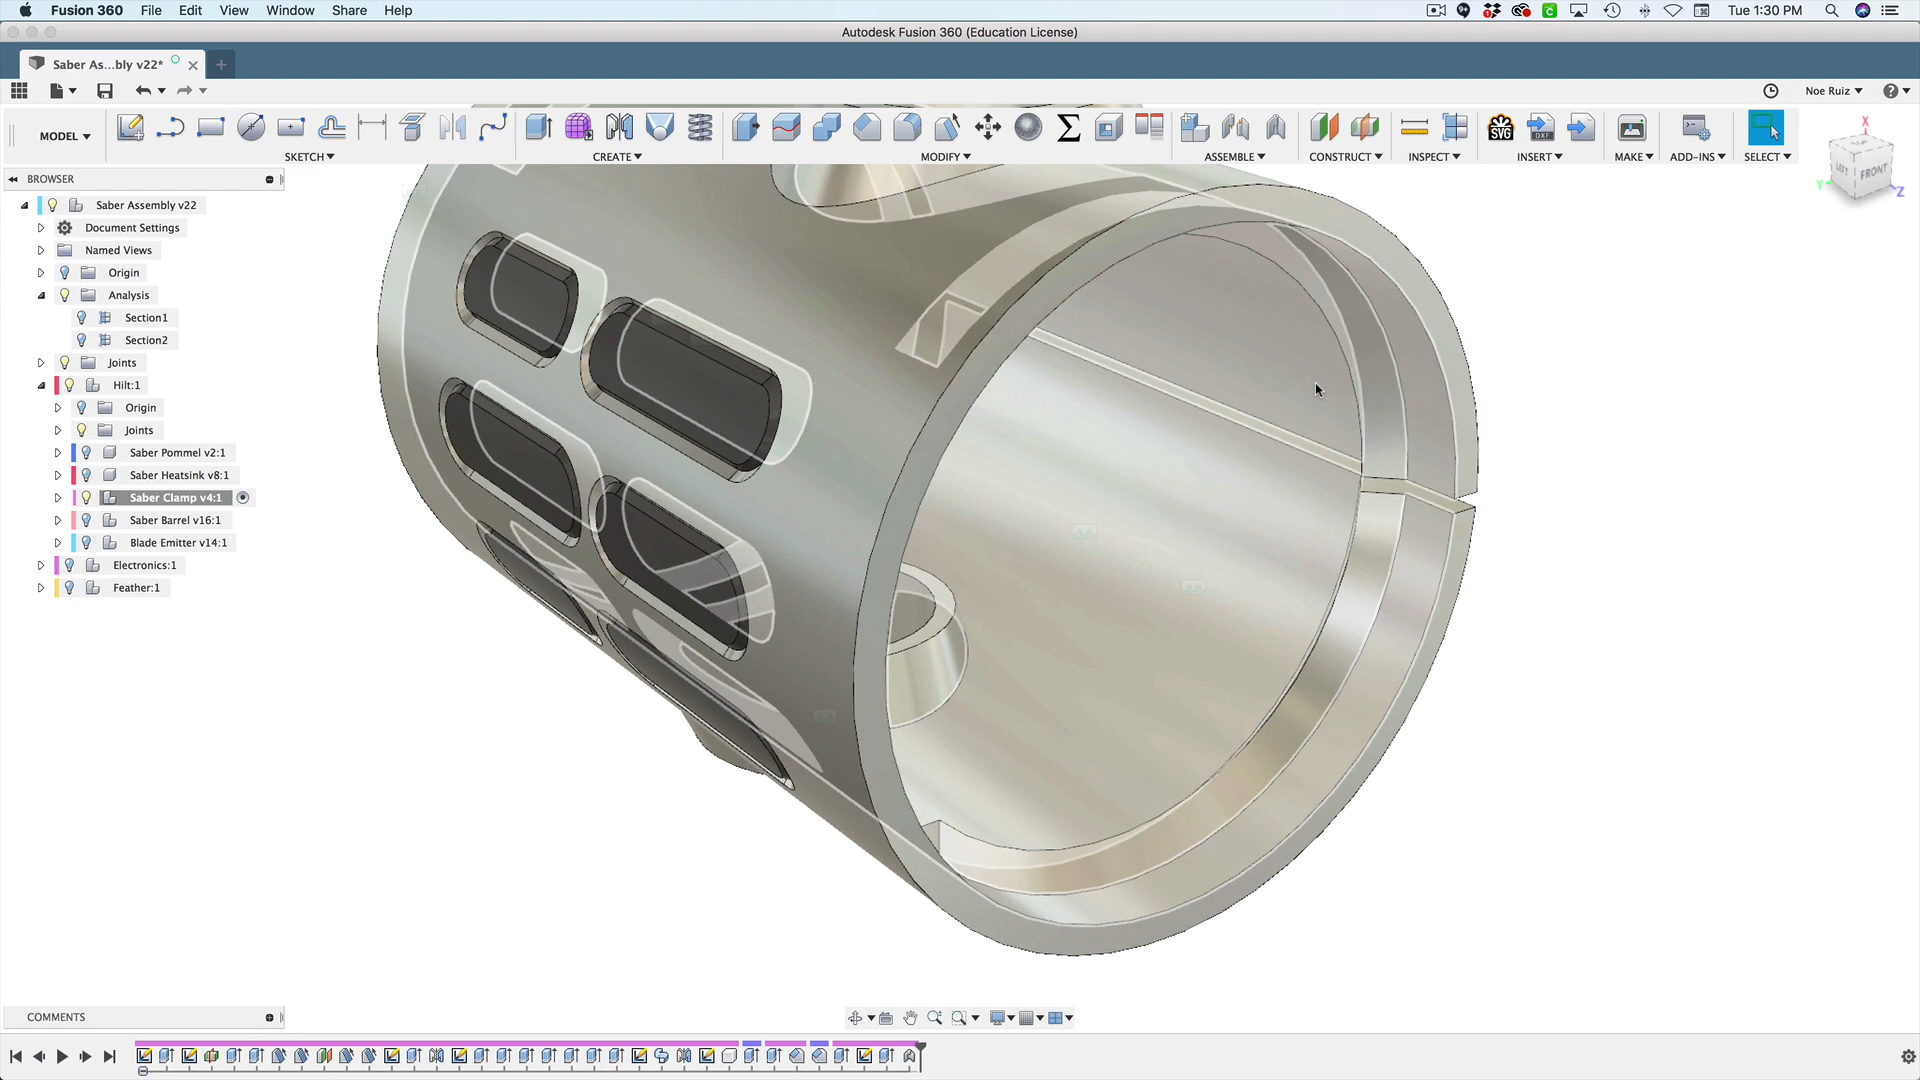 Fusion 360 File Edit View Window Share Help Tue 1:30 PM
Autodesk Fusion 360 (Education License)
Saber As...bly v22*
Noe Ruiz
MODEL
SVG
DXF
SKETCH CREATE MODIFY ASSEMBLE CONSTRUCT INSPECT INSERT MAKE ADD-INS SELECT
X
LEFT FRONT
Y
Z
BROWSER
Saber Assembly v22
Document Settings
Named Views
Origin
Analysis
Section1
Section2
Joints
Hilt:1
Origin
Joints
Saber Pommel v2:1
Saber Heatsink v8:1
Saber Clamp v4:1
Saber Barrel v16:1
Blade Emitter v14:1
Electronics:1
Feather:1
COMMENTS